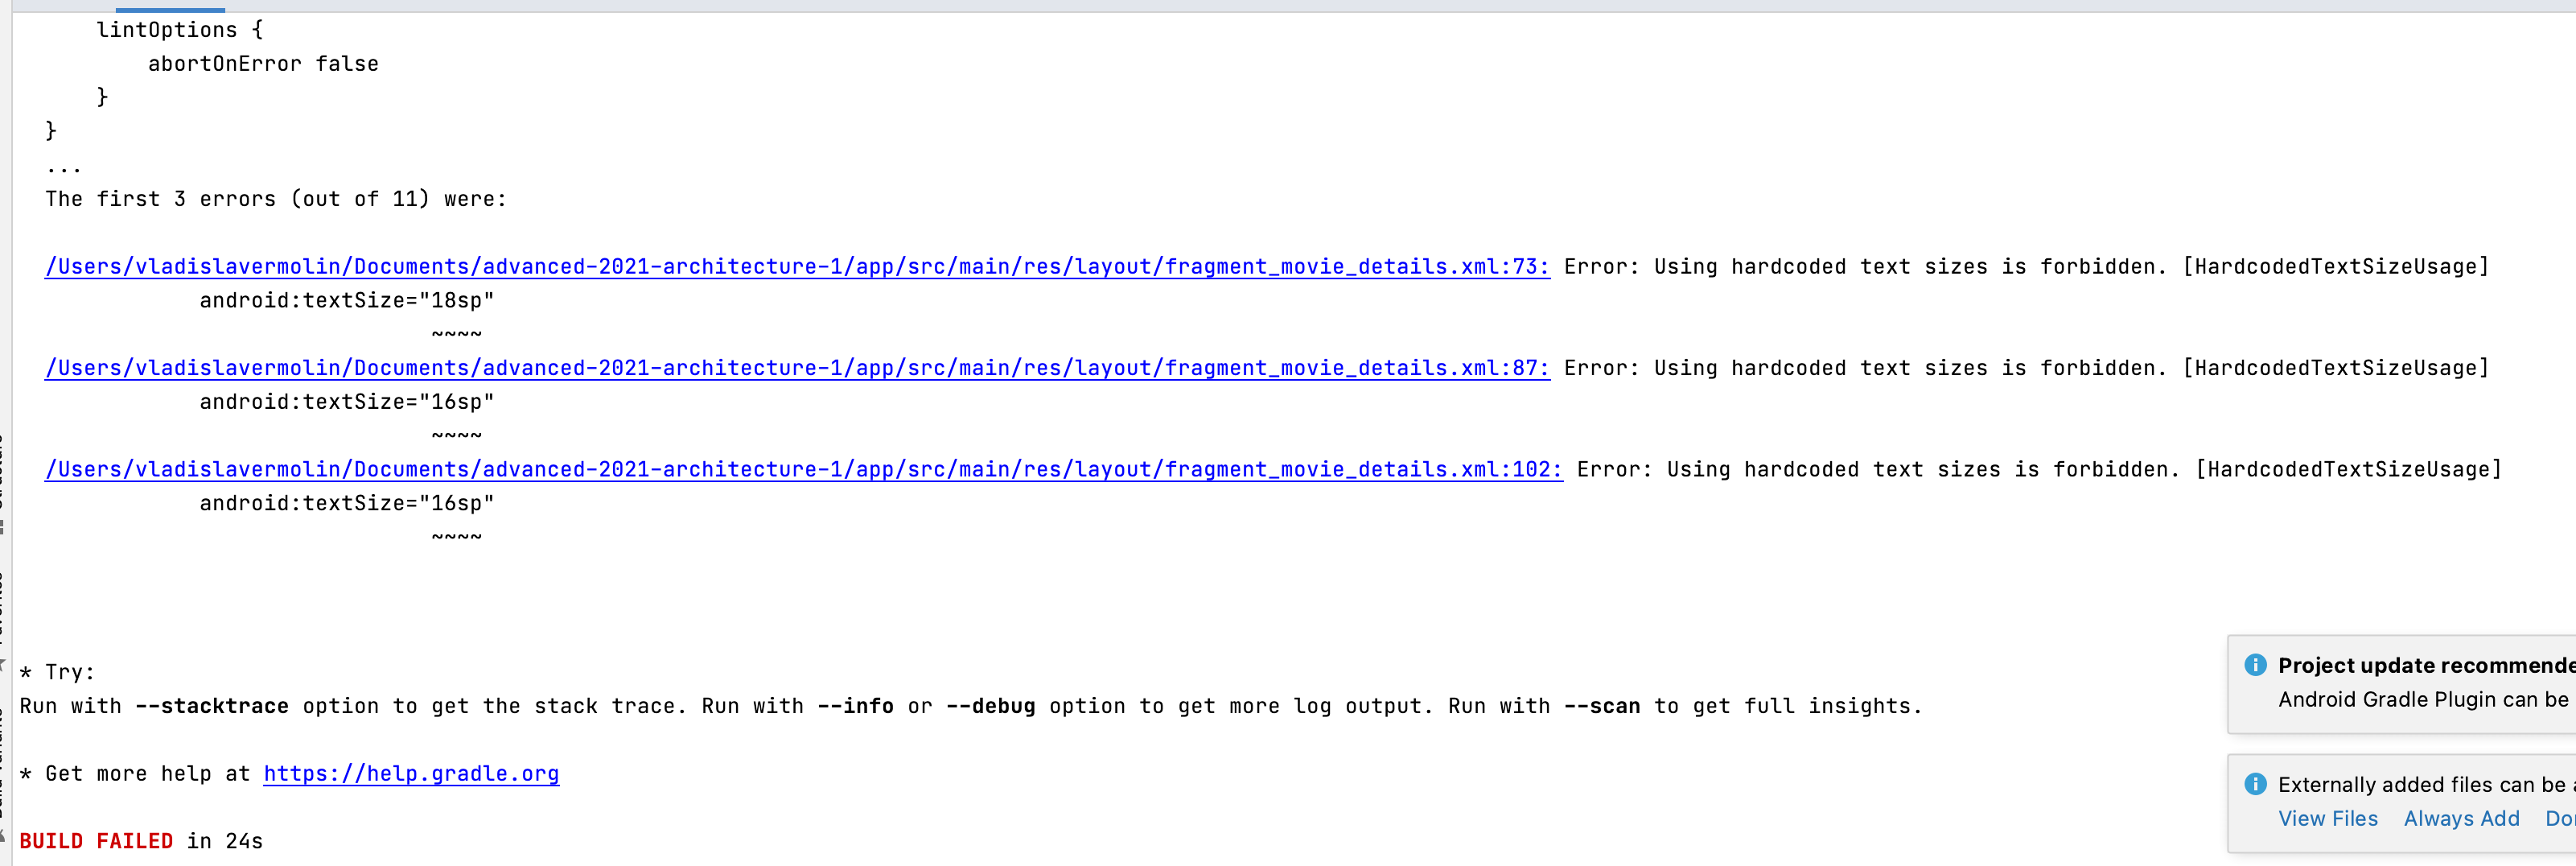 lintOptions {
abortOnError false
}
}
...
The first 3 errors (out of 11) were:
/Users/vladislavermolin/Documents/advanced-2021-architecture-1/app/src/main/res/layout/fragment_movie_details.xml:73: Error: Using hardcoded text sizes is forbidden. [HardcodedTextSizeUsage]
android:textSize="18sp"
~~~~
/Users/vladislavermolin/Documents/advanced-2021-architecture-1/app/src/main/res/layout/fragment_movie_details.xml:87: Error: Using hardcoded text sizes is forbidden. [HardcodedTextSizeUsage]
android:textSize="16sp"
~~~~
/Users/vladislavermolin/Documents/advanced-2021-architecture-1/app/src/main/res/layout/fragment_movie_details.xml:102: Error: Using hardcoded text sizes is forbidden. [HardcodedTextSizeUsage]
android:textSize="16sp"
~~~~
* Try:
Run with --stacktrace option to get the stack trace. Run with --info or --debug option to get more log output. Run with --scan to get full insights.
* Get more help at https://help.gradle.org
BUILD FAILED in 24s
Project update recommende
Android Gradle Plugin can be
Externally added files can be
View Files Always Add